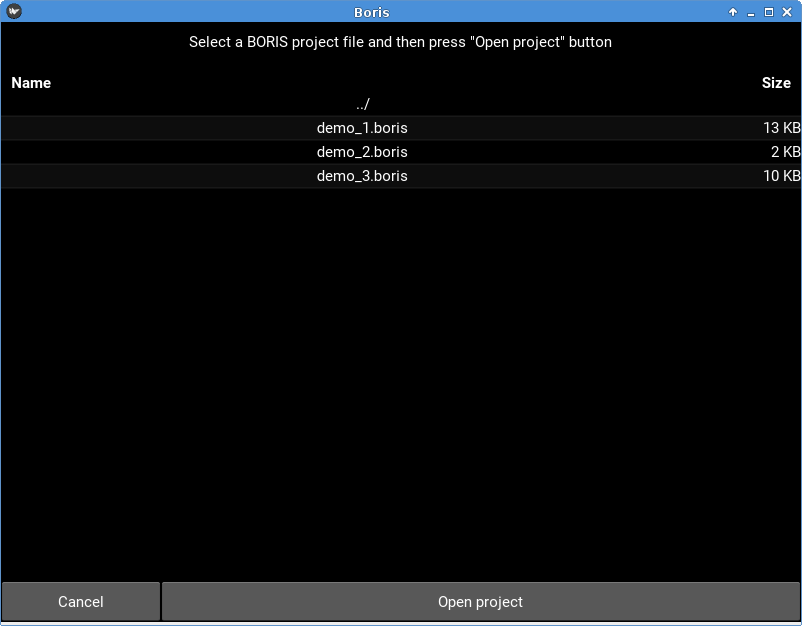 Boris
Select a BORIS project file and then press "Open project" button
Name Size
../
demo_1.boris 13 KB
demo_2.boris 2 KB
demo_3.boris 10 KB
Cancel Open project